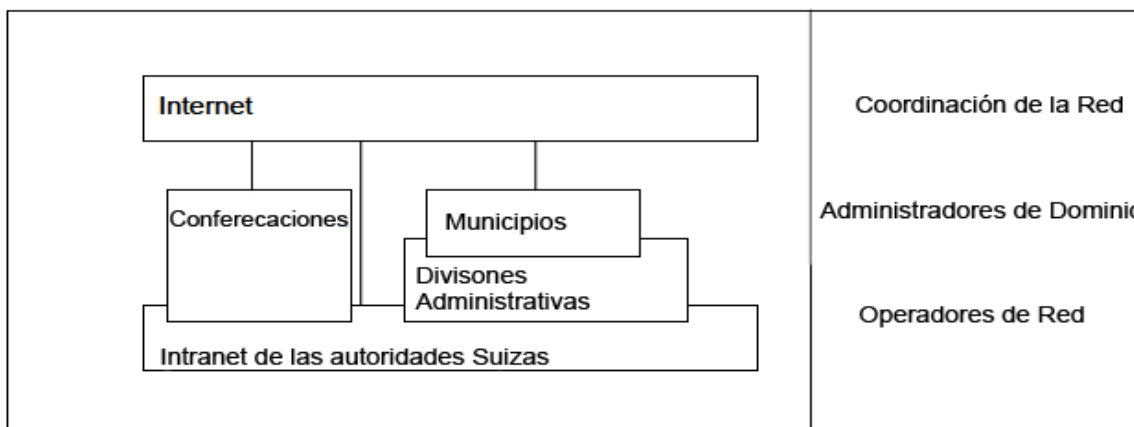 Internet
Coordinación de la Red
Conferecaciones
Municipios
Administradores de Dominio
Divisones
Administrativas
Operadores de Red
Intranet de las autoridades Suizas